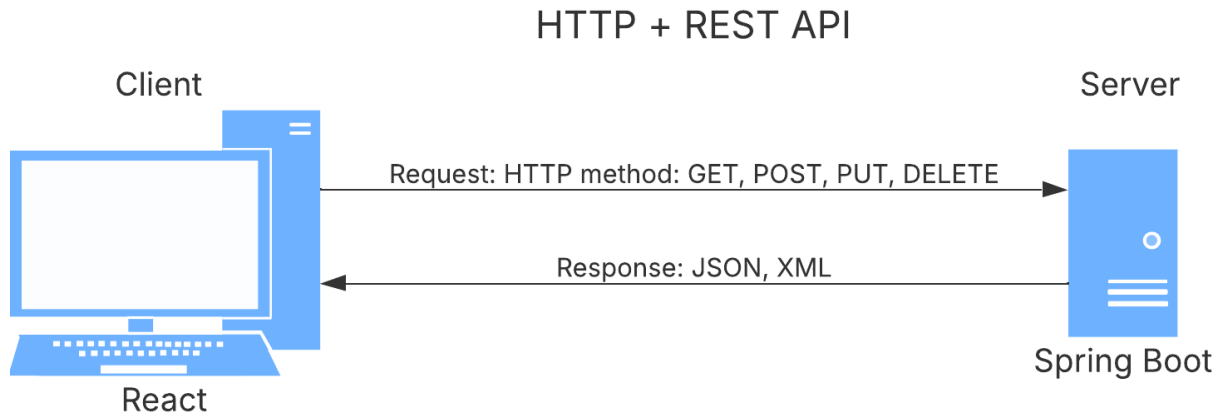 HTTP + REST API
Client
Server
Request: HTTP method: GET, POST, PUT, DELETE
Response: JSON, XML
Spring Boot
React